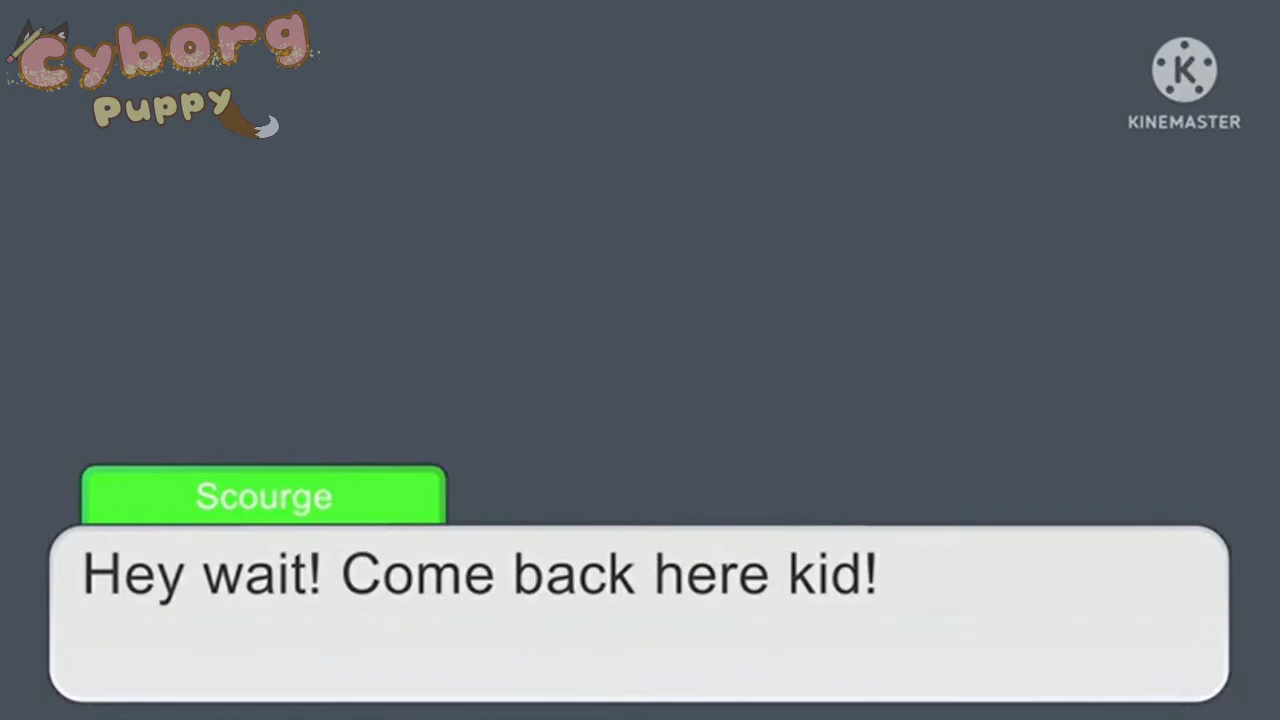 Cyborg
Puppy
K
KINEMASTER
Scourge
Hey wait! Come back here kid!